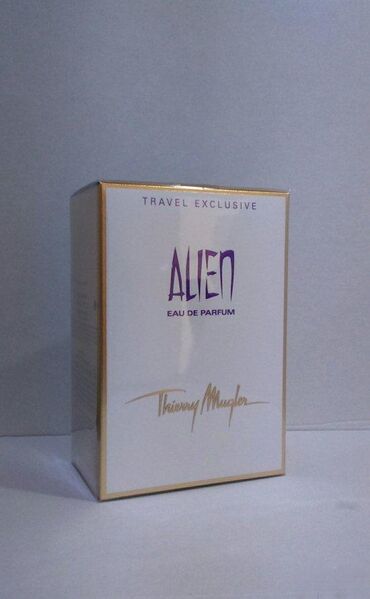 TRAVEL EXCLUSIVE
ALIEN
EAU DE PARFUM
Thierry Mugler